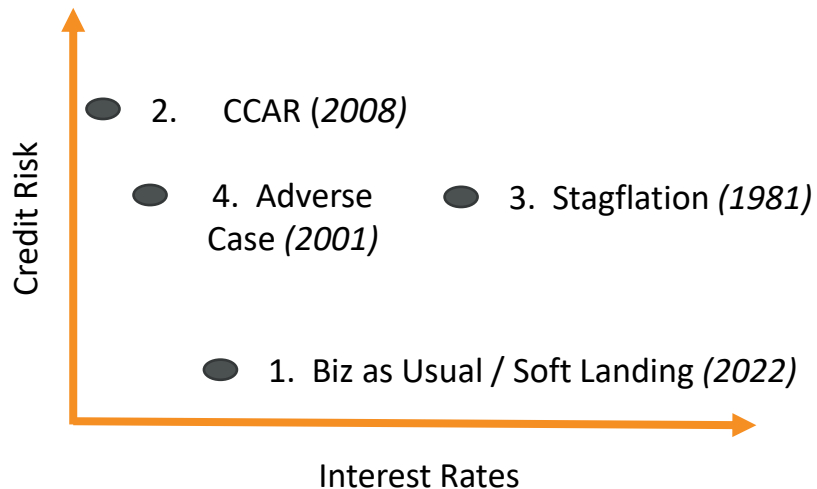 Credit Risk
2. CCAR (2008)
4. Adverse
Case (2001)
3. Stagflation (1981)
1. Biz as Usual / Soft Landing (2022)
Interest Rates